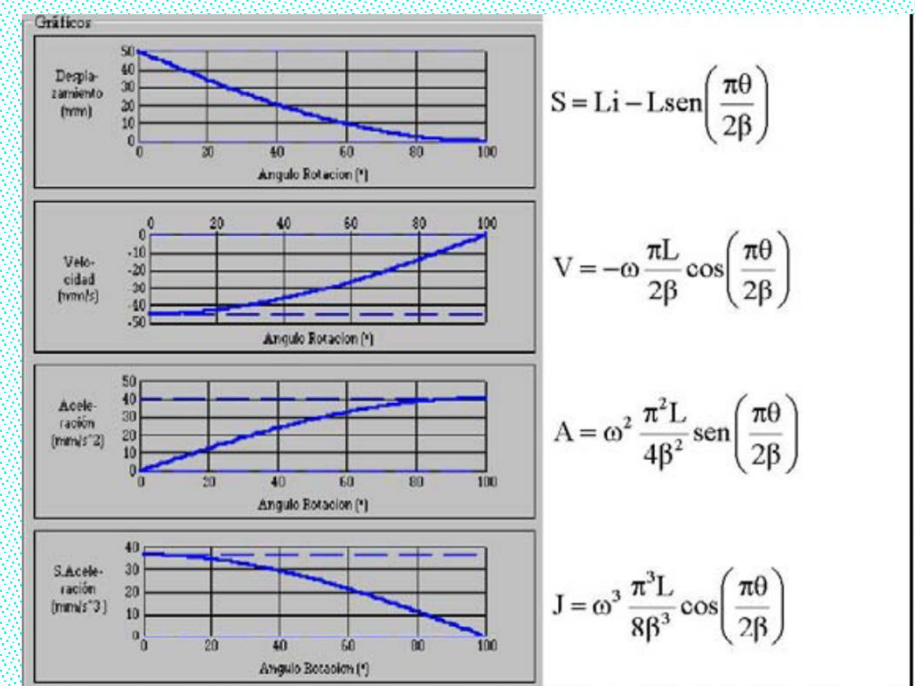 Gráficos
Despla-
zamiento
(mm)
50
40
30
20
10
0
0 20 40 60 80 100
Angulo Rotacion (°)
S = Li − Lsen(πθ/2β)
0 20 40 60 80 100
Velo-
cidad
(mm/s)
0
-10
-20
-30
-40
-50
Angulo Rotacion (°)
V = −ω πL/2β cos(πθ/2β)
Acele-
ración
(mm/s^2)
50
40
30
20
10
0
0 20 40 60 80 100
Angulo Rotacion (°)
A = ω² π²L/4β² sen(πθ/2β)
S.Acele-
ración
(mm/s^3)
40
30
20
10
0
0 20 40 60 80 100
Angulo Rotacion (°)
J = ω³ π³L/8β³ cos(πθ/2β)